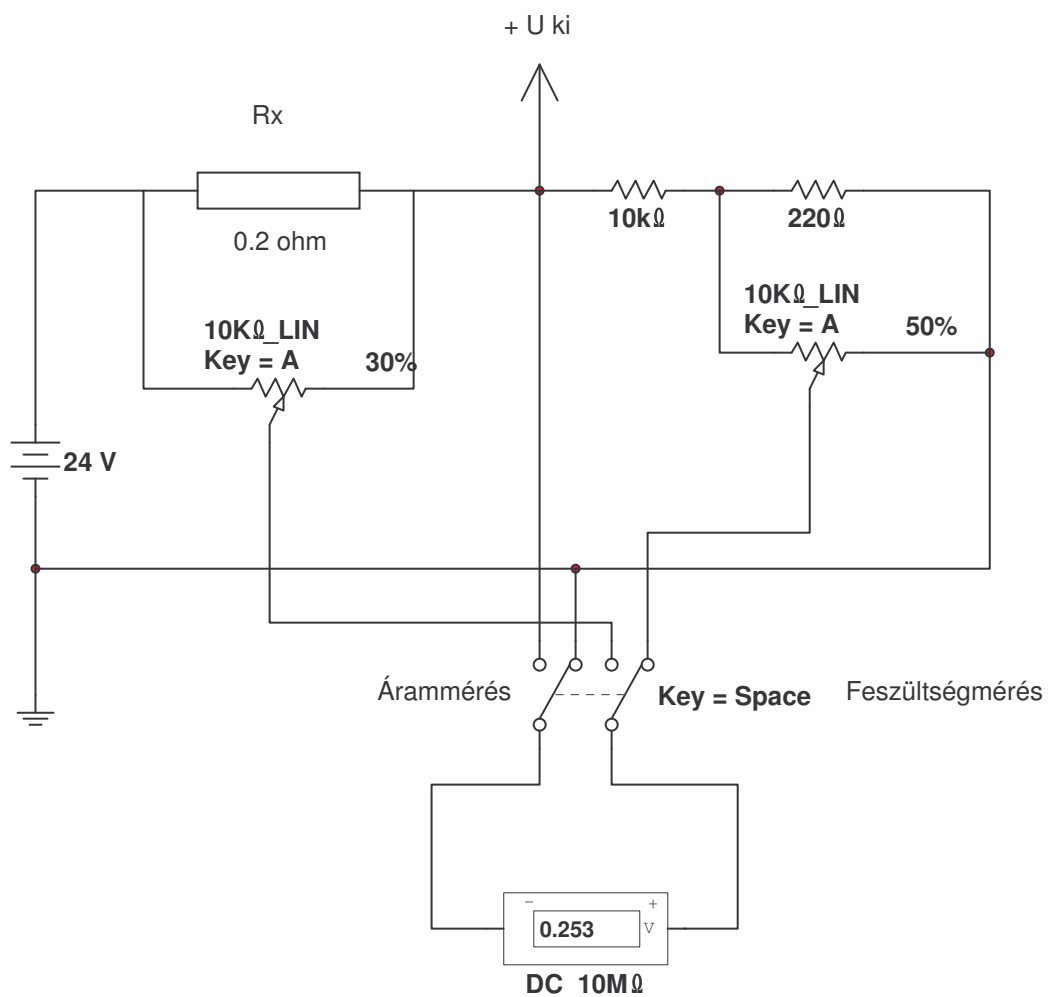 + U ki
Rx
0.2 ohm
10kΩ
220Ω
10KΩ_LIN
Key = A
50%
10KΩ_LIN
Key = A
30%
24 V
Árammérés
Key = Space
Feszültségmérés
− +
0.253 V
DC 10MΩ